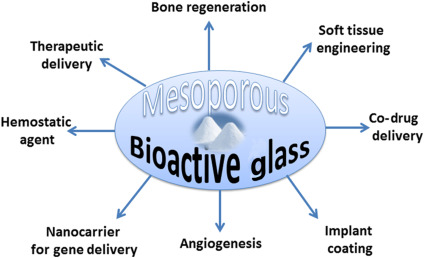 Bone regeneration
Therapeutic
delivery
Soft tissue
engineering
Mesoporous
Bioactive glass
Hemostatic
agent
Co-drug
delivery
Nanocarrier
for gene delivery
Angiogenesis
Implant
coating